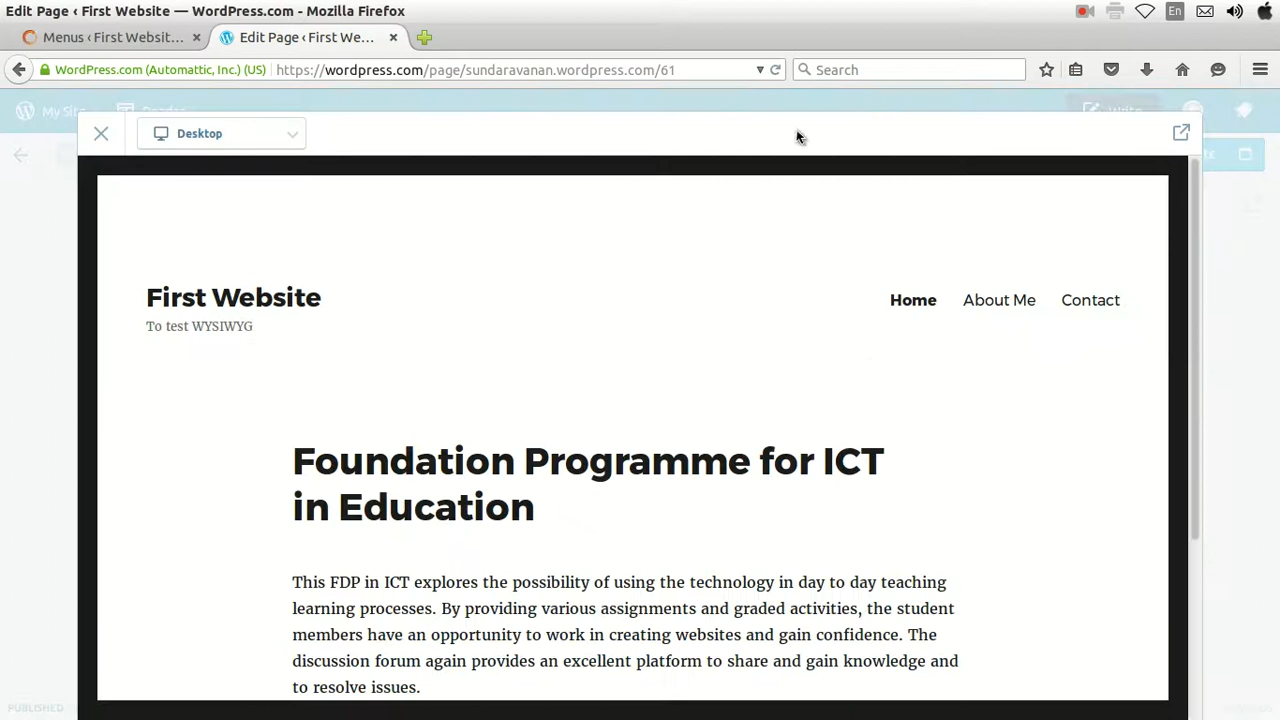 Edit Page ‹ First Website — WordPress.com - Mozilla Firefox
En
Menus ‹ First Websit...
Edit Page ‹ First We...
WordPress.com (Automattic, Inc.) (US)
https://wordpress.com/page/sundaravanan.wordpress.com/61
Search
My Site
Reader
Write
Desktop
First Website
To test WYSIWYG
Home
About Me
Contact
Foundation Programme for ICT
in Education
This FDP in ICT explores the possibility of using the technology in day to day teaching
learning processes. By providing various assignments and graded activities, the student
members have an opportunity to work in creating websites and gain confidence. The
discussion forum again provides an excellent platform to share and gain knowledge and
to resolve issues.
PUBLISHED